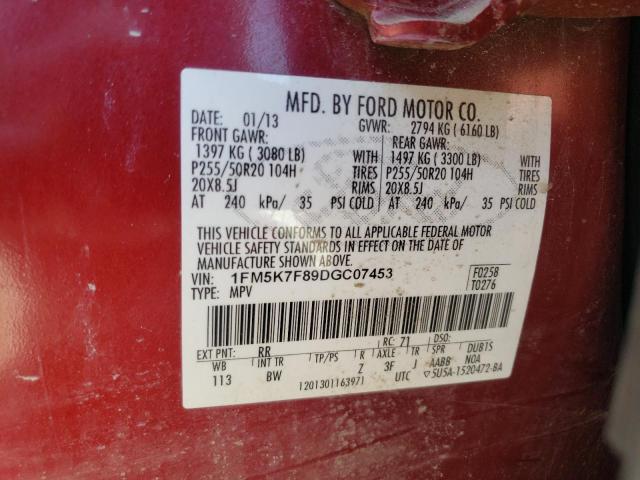 MFD. BY FORD MOTOR CO.
DATE: 01/13 GVWR: 2794 KG ( 6160 LB)
FRONT GAWR: REAR GAWR:
1397 KG ( 3080 LB) WITH 1497 KG ( 3300 LB) WITH
P255/50R20 104H TIRES P255/50R20 104H TIRES
20X8.5J RIMS 20X8.5J RIMS
AT 240 kPa/ 35 PSI COLD AT 240 kPa/ 35 PSI COLD
THIS VEHICLE CONFORMS TO ALL APPLICABLE FEDERAL MOTOR
VEHICLE SAFETY STANDARDS IN EFFECT ON THE DATE OF
MANUFACTURE SHOWN ABOVE.
VIN: 1FM5K7F89DGC07453 F0258
TYPE: MPV T0276
EXT PNT: RR RC: 71 DSO:
WB INT TR TP/PS R AXLE TR SPR DUB1S
113 BW Z 3F J AABB NOA
1201301163971 UTC ▽5U5A-1520472-BA